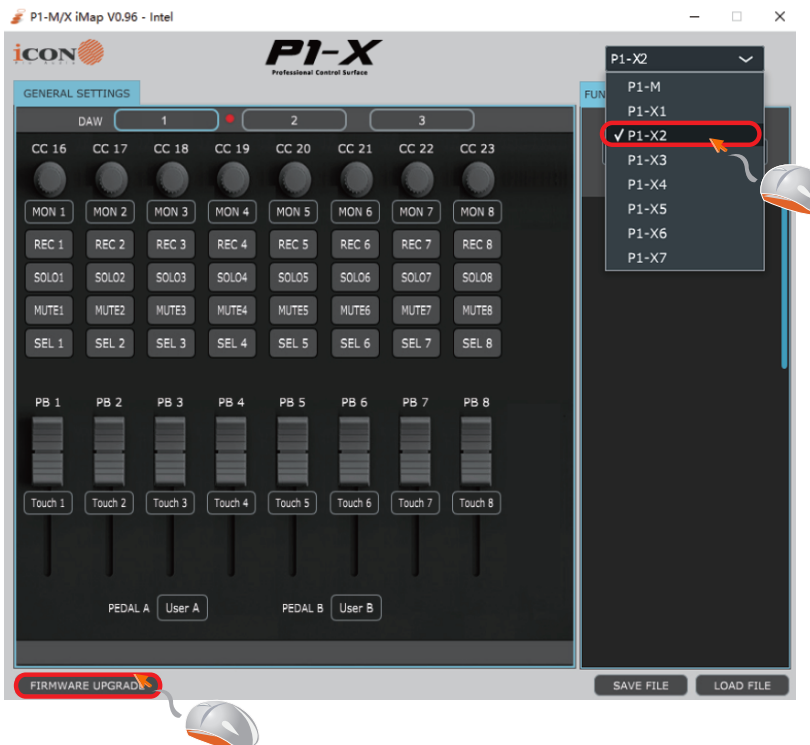 P1-M/X iMap V0.96 - Intel
iCON
P1-X
Professional Control Surface
P1-X2
GENERAL SETTINGS
FUN
P1-M
P1-X1
✓ P1-X2
P1-X3
P1-X4
P1-X5
P1-X6
P1-X7
DAW 1 2 3
CC 16 CC 17 CC 18 CC 19 CC 20 CC 21 CC 22 CC 23
MON 1 MON 2 MON 3 MON 4 MON 5 MON 6 MON 7 MON 8
REC 1 REC 2 REC 3 REC 4 REC 5 REC 6 REC 7 REC 8
SOLO1 SOLO2 SOLO3 SOLO4 SOLO5 SOLO6 SOLO7 SOLO8
MUTE1 MUTE2 MUTE3 MUTE4 MUTE5 MUTE6 MUTE7 MUTE8
SEL 1 SEL 2 SEL 3 SEL 4 SEL 5 SEL 6 SEL 7 SEL 8
PB 1 PB 2 PB 3 PB 4 PB 5 PB 6 PB 7 PB 8
Touch 1 Touch 2 Touch 3 Touch 4 Touch 5 Touch 6 Touch 7 Touch 8
PEDAL A User A PEDAL B User B
FIRMWARE UPGRADE SAVE FILE LOAD FILE